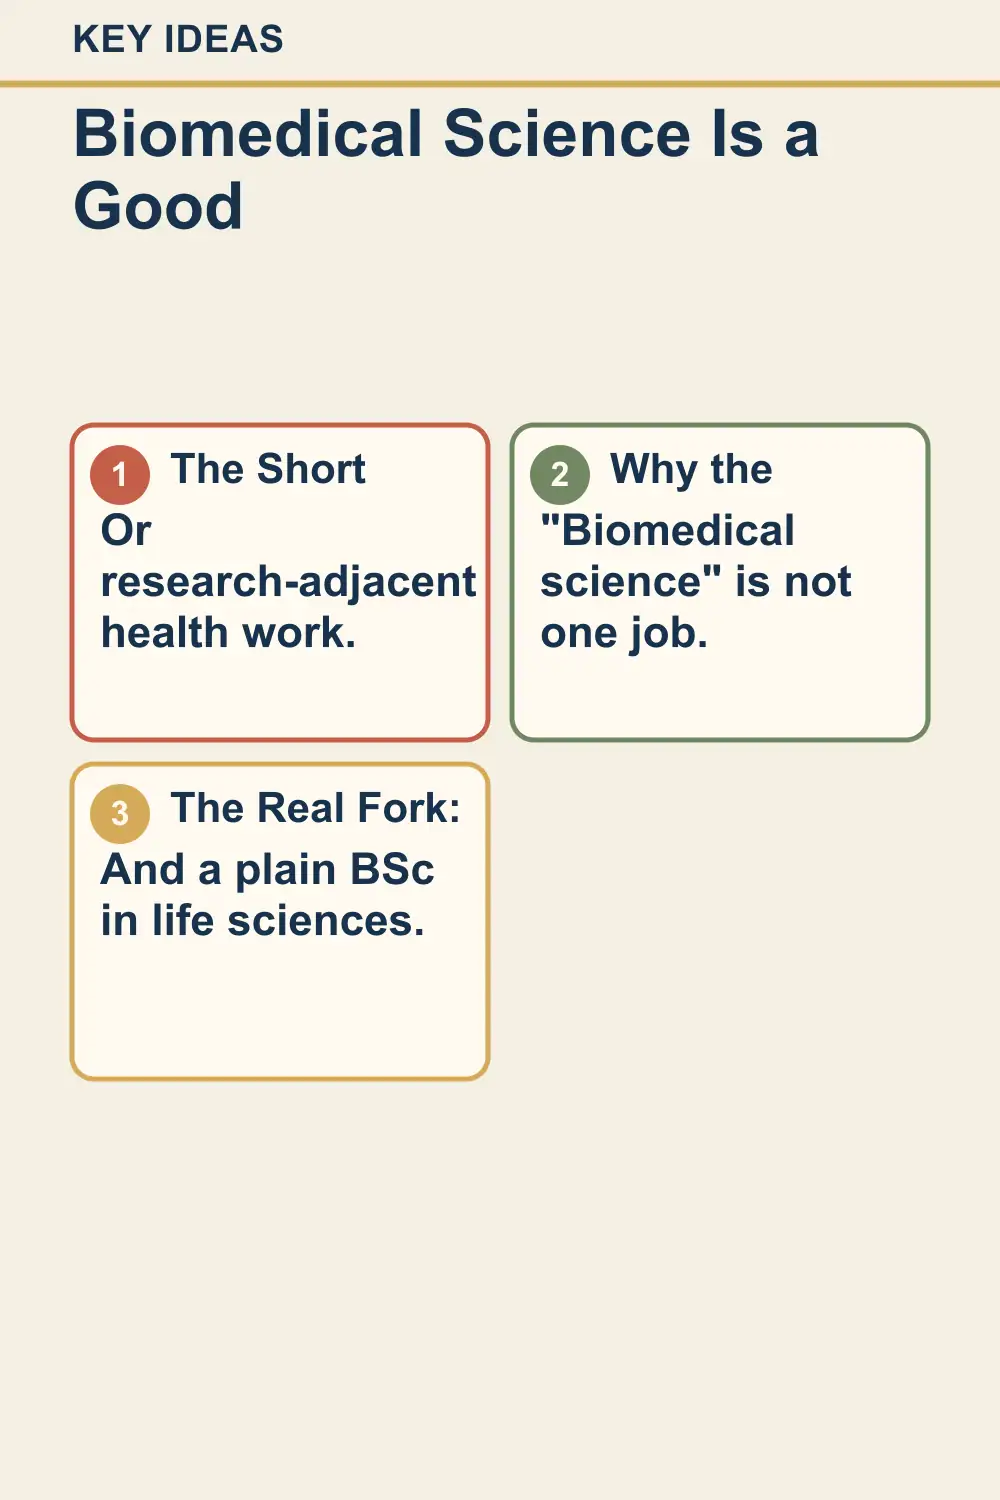 KEY IDEAS
Biomedical Science Is a
Good
1 The Short
Or
research-adjacent
health work.
2 Why the
"Biomedical
science" is not
one job.
3 The Real Fork:
And a plain BSc
in life sciences.